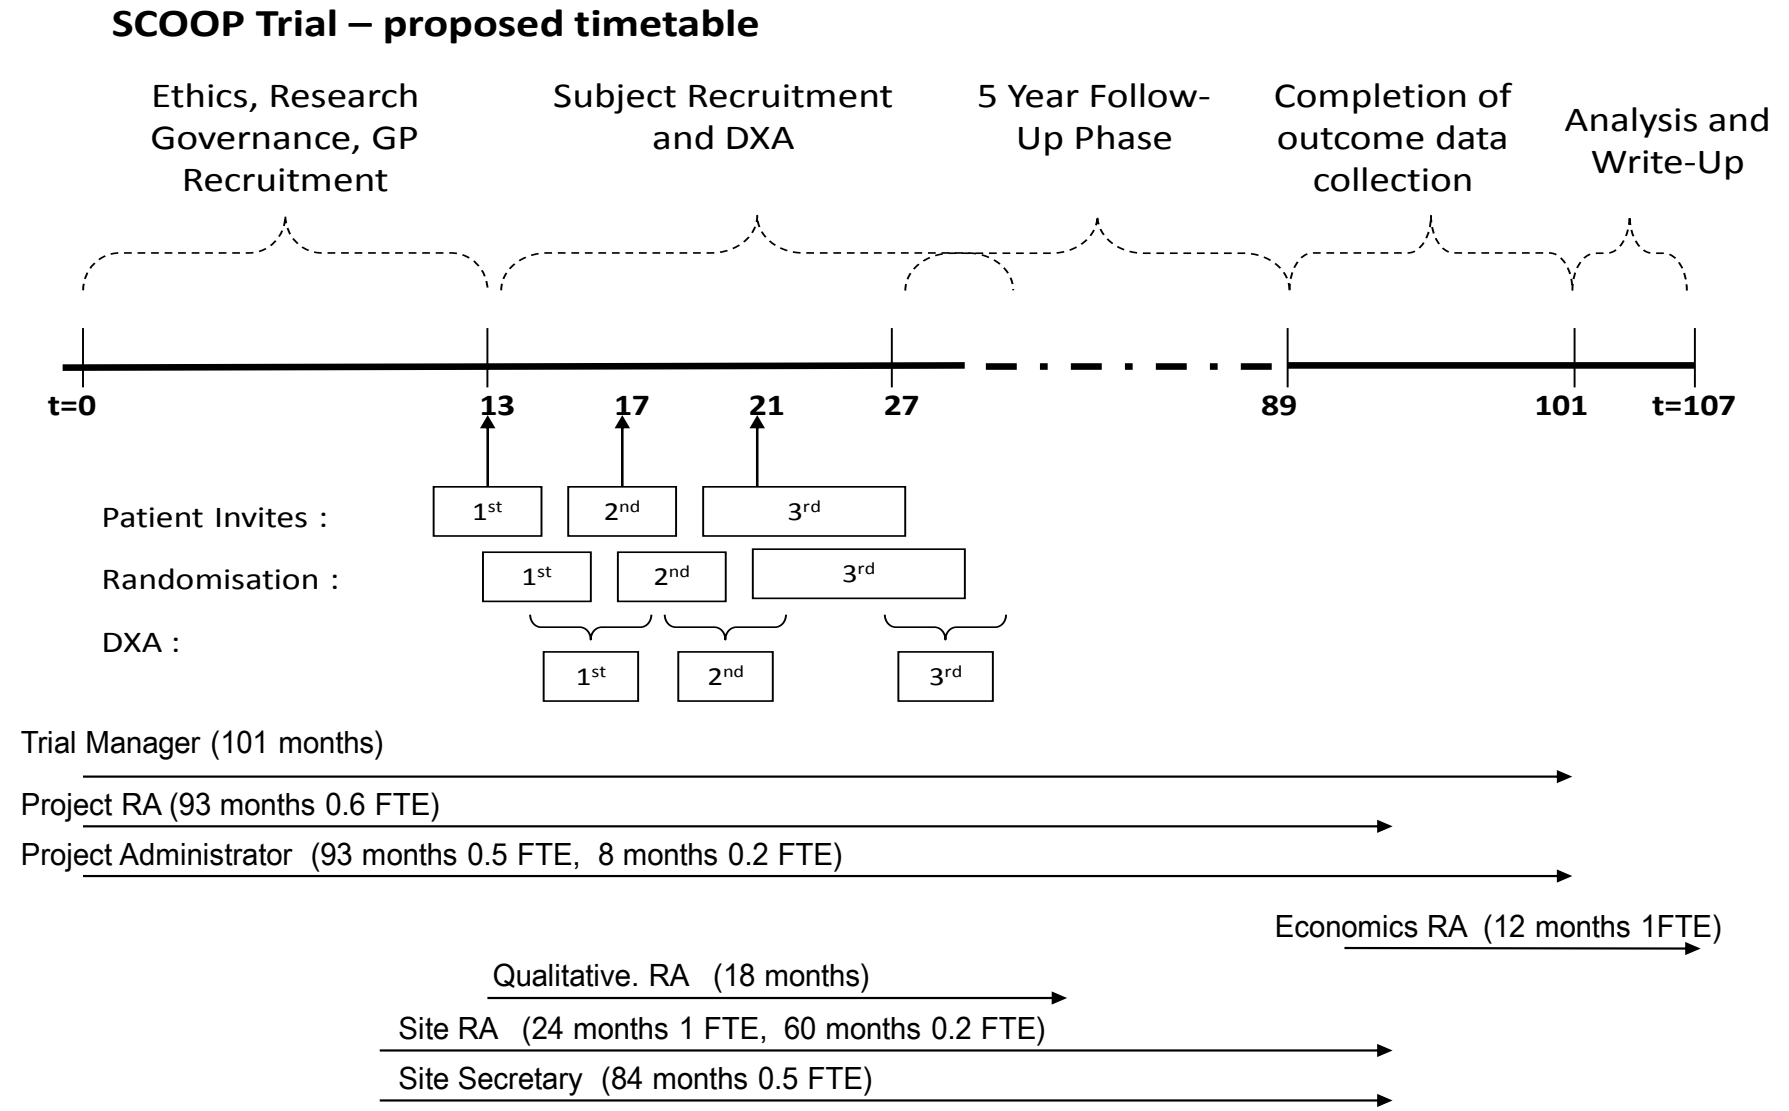 SCOOP Trial – proposed timetable
Ethics, Research
Governance, GP
Recruitment
Subject Recruitment
and DXA
5 Year Follow-
Up Phase
Completion of
outcome data
collection
Analysis and
Write-Up
t=0
13
17
21
27
89
101
t=107
Patient Invites :
1st
2nd
3rd
Randomisation :
1st
2nd
3rd
DXA :
1st
2nd
3rd
Trial Manager (101 months)
Project RA (93 months 0.6 FTE)
Project Administrator (93 months 0.5 FTE, 8 months 0.2 FTE)
Economics RA (12 months 1FTE)
Qualitative. RA (18 months)
Site RA (24 months 1 FTE, 60 months 0.2 FTE)
Site Secretary (84 months 0.5 FTE)